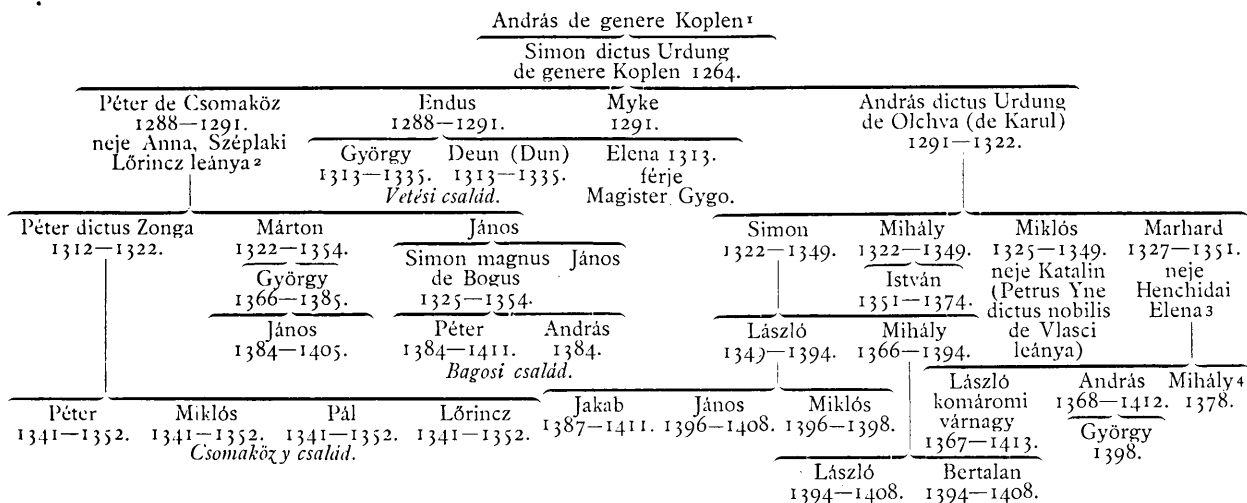 András de genere Koplen¹
Simon dictus Urdung
de genere Koplen 1264.
Péter de Csomaköz
1288—1291.
neje Anna, Széplaki
Lőrincz leánya²
Endus
1288—1291.
Myke
1291.
András dictus Urdung
de Olchva (de Karul)
1291—1322.
György
1313—1335.
Deun (Dun)
1313—1335.
Vetési család.
Elena 1313.
férje
Magister Gygo.
Péter dictus Zonga
1312—1322.
Márton
1322—1354.
György
1366—1385.
János
1384—1405.
János
Simon magnus
de Bogus
1325—1354.
János
Péter
1384—1411.
András
1384.
Bagosi család.
Simon
1322—1349.
Mihály
1322—1349.
István
1351—1374.
Miklós
1325—1349.
neje Katalin
(Petrus Yne
dictus nobilis
de Vlasci
leánya)
Marhard
1327—1351.
neje
Henchidai
Elena³
László
1349—1394.
Mihály
1366—1394.
László
komáromi
várnagy
1367—1413.
András
1368—1412.
György
1398.
Mihály⁴
1378.
Péter
1341—1352.
Miklós
1341—1352.
Pál
1341—1352.
Lőrincz
1341—1352.
Csomaközy család.
Jakab
1387—1411.
János
1396—1408.
Miklós
1396—1398.
László
1394—1408.
Bertalan
1394—1408.